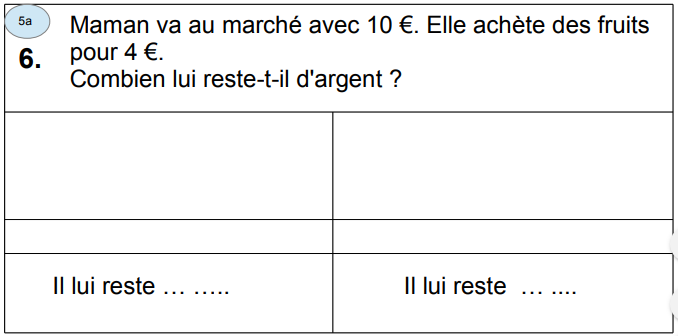 5a
6.
Maman va au marché avec 10 €. Elle achète des fruits
pour 4 €.
Combien lui reste-t-il d'argent ?
Il lui reste ... .....
Il lui reste ... ....